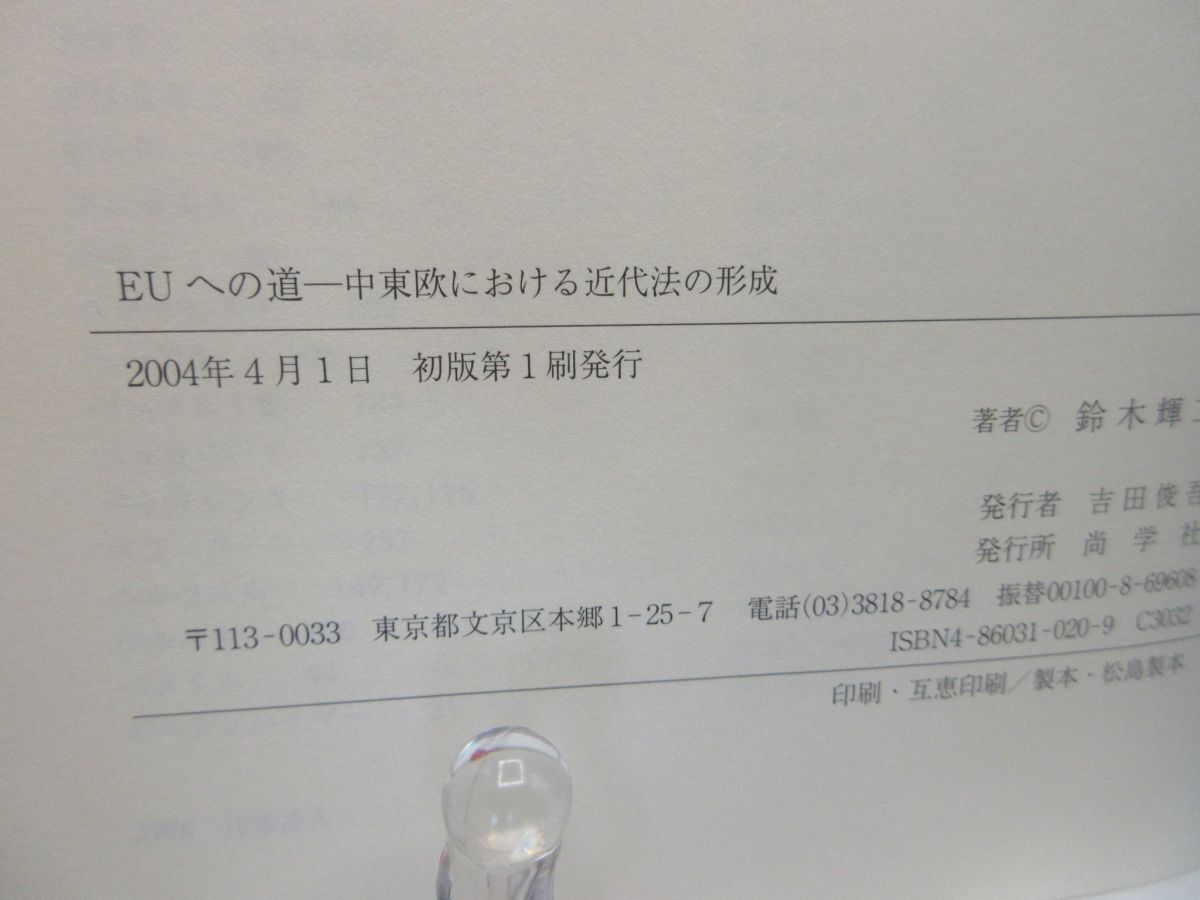 EUへの道―中東欧における近代法の形成
2004年4月1日　初版第1刷発行
著者© 鈴木輝
発行者　吉田俊吾
発行所　尚学社
〒113-0033　東京都文京区本郷1-25-7　電話(03)3818-8784　振替00100-8-69608
ISBN4-86031-020-9　C3032
印刷・互恵印刷／製本・松島製本